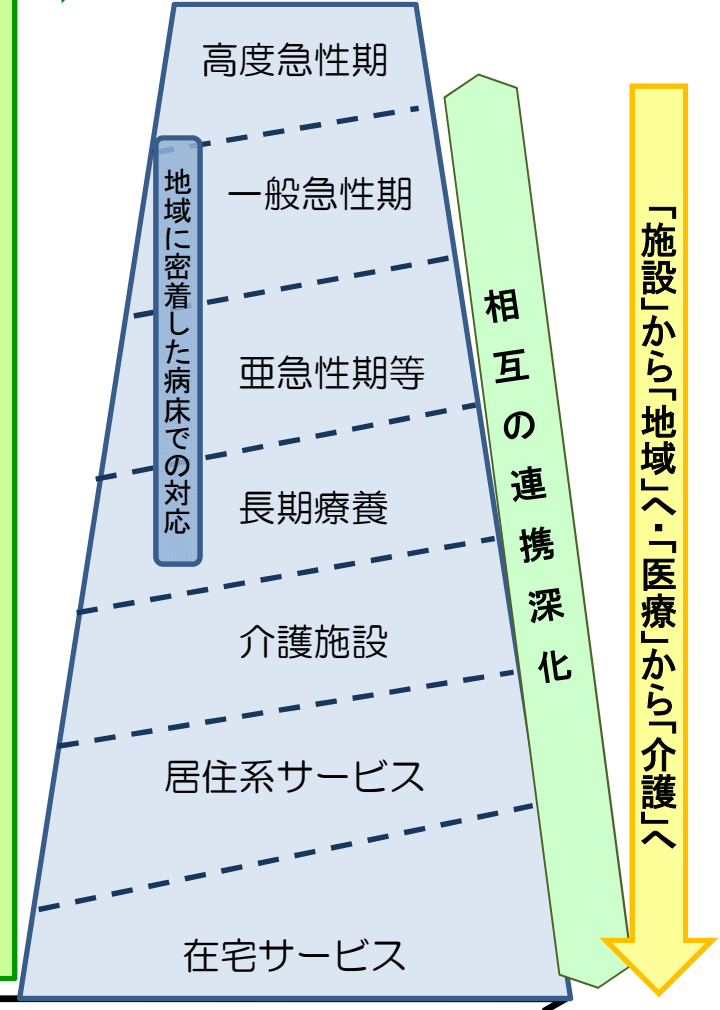 高度急性期
一般急性期
亜急性期等
長期療養
介護施設
居住系サービス
在宅サービス
地域に密着した病床での対応
相互の連携深化
「施設」から「地域」へ・「医療」から「介護」へ